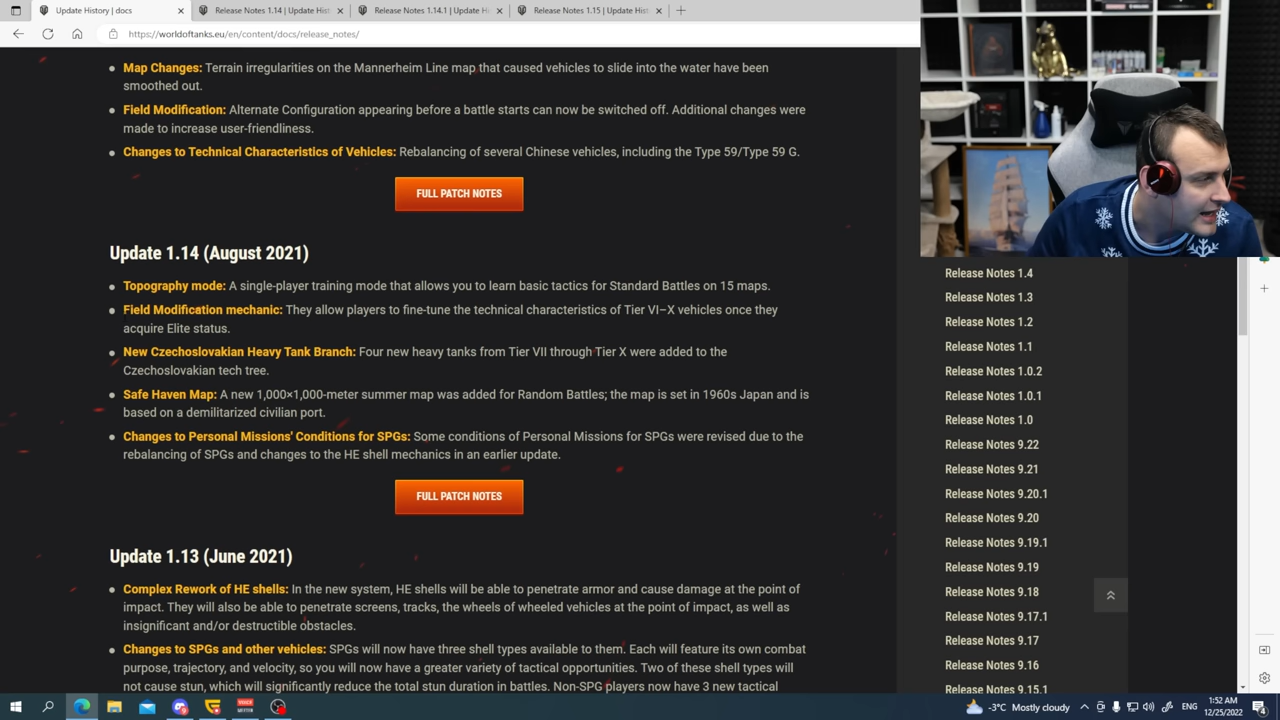 Update History | docs
Release Notes 1.14 | Update Hist
Release Notes 1.14.1 | Update H
Release Notes 1.15 | Update Hist
https://worldoftanks.eu/en/content/docs/release_notes/
Map Changes: Terrain irregularities on the Mannerheim Line map that caused vehicles to slide into the water have been
smoothed out.
Field Modification: Alternate Configuration appearing before a battle starts can now be switched off. Additional changes were
made to increase user-friendliness.
Changes to Technical Characteristics of Vehicles: Rebalancing of several Chinese vehicles, including the Type 59/Type 59 G.
FULL PATCH NOTES
Update 1.14 (August 2021)
Topography mode: A single-player training mode that allows you to learn basic tactics for Standard Battles on 15 maps.
Field Modification mechanic: They allow players to fine-tune the technical characteristics of Tier VI–X vehicles once they
acquire Elite status.
New Czechoslovakian Heavy Tank Branch: Four new heavy tanks from Tier VII through Tier X were added to the
Czechoslovakian tech tree.
Safe Haven Map: A new 1,000×1,000-meter summer map was added for Random Battles; the map is set in 1960s Japan and is
based on a demilitarized civilian port.
Changes to Personal Missions' Conditions for SPGs: Some conditions of Personal Missions for SPGs were revised due to the
rebalancing of SPGs and changes to the HE shell mechanics in an earlier update.
FULL PATCH NOTES
Update 1.13 (June 2021)
Complex Rework of HE shells: In the new system, HE shells will be able to penetrate armor and cause damage at the point of
impact. They will also be able to penetrate screens, tracks, the wheels of wheeled vehicles at the point of impact, as well as
insignificant and/or destructible obstacles.
Changes to SPGs and other vehicles: SPGs will now have three shell types available to them. Each will feature its own combat
purpose, trajectory, and velocity, so you will now have a greater variety of tactical opportunities. Two of these shell types will
not cause stun, which will significantly reduce the total stun duration in battles. Non-SPG players now have 3 new tactical
Release Notes 1.4
Release Notes 1.3
Release Notes 1.2
Release Notes 1.1
Release Notes 1.0.2
Release Notes 1.0.1
Release Notes 1.0
Release Notes 9.22
Release Notes 9.21
Release Notes 9.20.1
Release Notes 9.20
Release Notes 9.19.1
Release Notes 9.19
Release Notes 9.18
Release Notes 9.17.1
Release Notes 9.17
Release Notes 9.16
Release Notes 9.15.1
-3°C Mostly cloudy
ENG
1:52 AM
12/25/2022
4